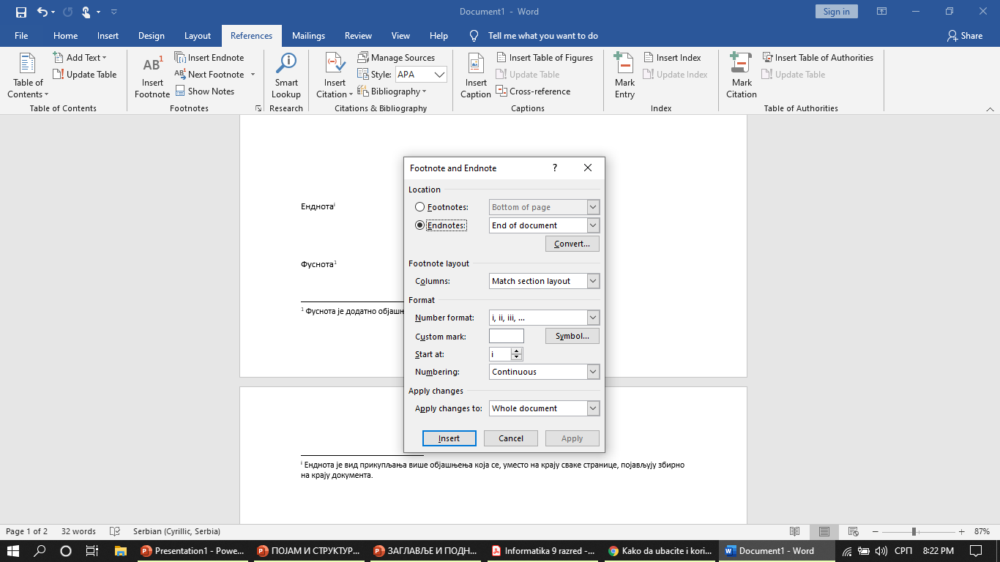 Document1 - Word
Sign in
File Home Insert Design Layout References Mailings Review View Help Tell me what you want to do Share
Table of Contents
Add Text
Update Table
Table of Contents
AB1
Insert Footnote
Insert Endnote
Next Footnote
Show Notes
Footnotes
Smart Lookup
Research
Insert Citation
Manage Sources
Style: APA
Bibliography
Citations & Bibliography
Insert Caption
Insert Table of Figures
Update Table
Cross-reference
Captions
Mark Entry
Insert Index
Update Index
Index
Mark Citation
Insert Table of Authorities
Update Table
Table of Authorities
Енднотаi
Фуснота1
1 Фуснота је додатно објашњ
Footnote and Endnote ?
Location
Footnotes: Bottom of page
Endnotes: End of document
Convert...
Footnote layout
Columns: Match section layout
Format
Number format: i, ii, iii, ...
Custom mark: Symbol...
Start at: i
Numbering: Continuous
Apply changes
Apply changes to: Whole document
Insert Cancel Apply
i Енднота је вид прикупљања више објашњења која се, уместо на крају сваке странице, појављују збирно
на крају документа.
Page 1 of 2 32 words Serbian (Cyrillic, Serbia) 87%
Presentation1 - Powe... ПОЈАМ И СТРУКТУР... ЗАГЛАВЉЕ И ПОДН... Informatika 9 razred -... Kako da ubacite i kori... Document1 - Word СРП 8:22 PM